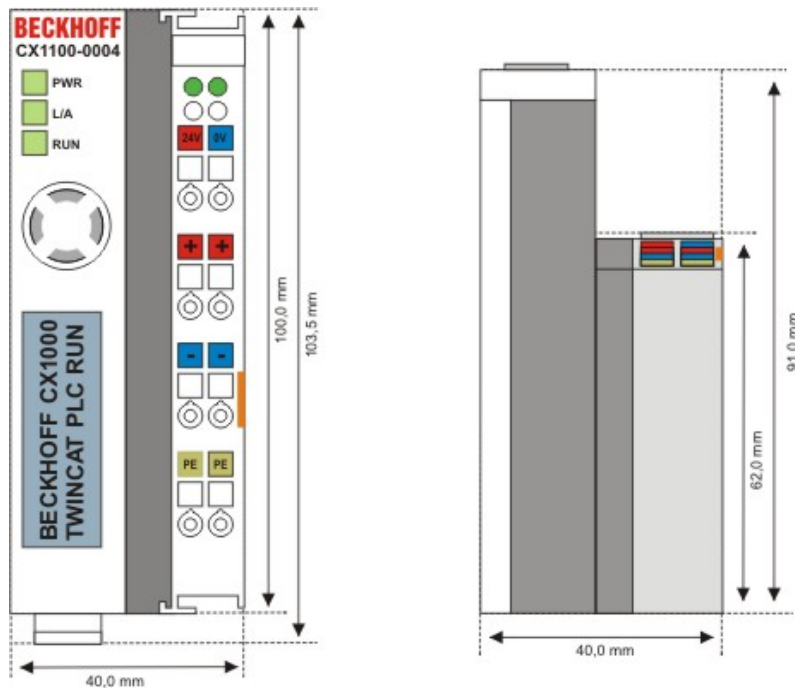 BECKHOFF
CX1100-0004
PWR
L/A
RUN
24V 0V
+ +
- -
PE PE
BECKHOFF CX1000
TWINCAT PLC RUN
100,0 mm
103,5 mm
40,0 mm
91,0 mm
62,0 mm
40,0 mm